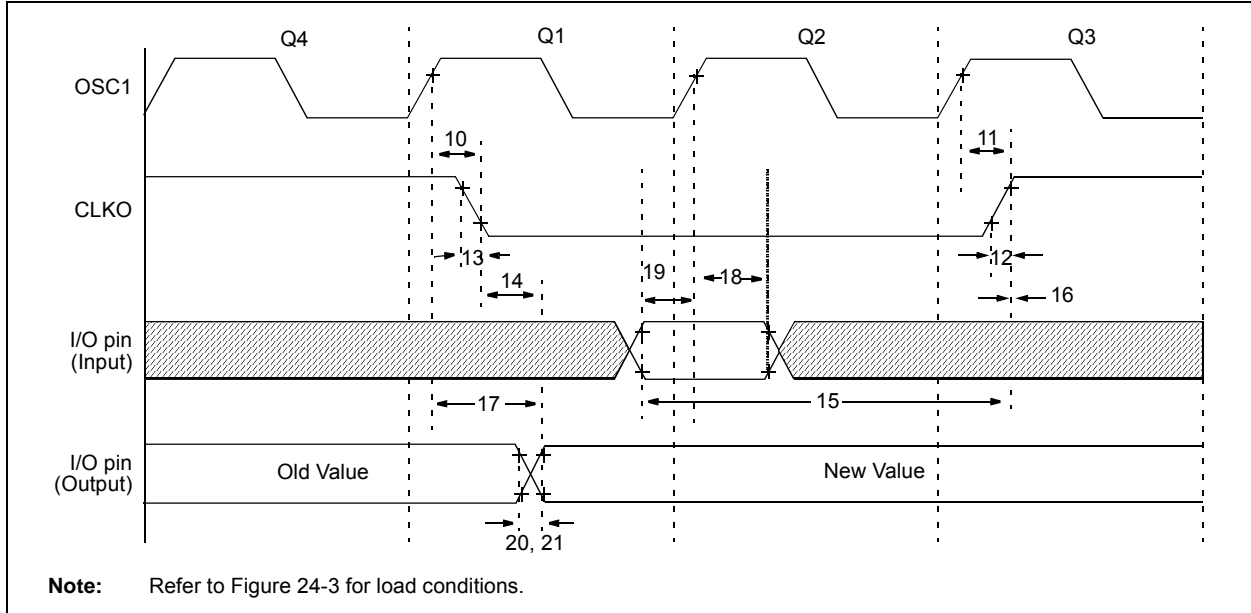 Q4 Q1 Q2 Q3
OSC1
10 11
CLKO
13 12
14 19 18 16
I/O pin
(Input)
17 15
I/O pin
(Output)
Old Value New Value
20, 21
Note: Refer to Figure 24-3 for load conditions.